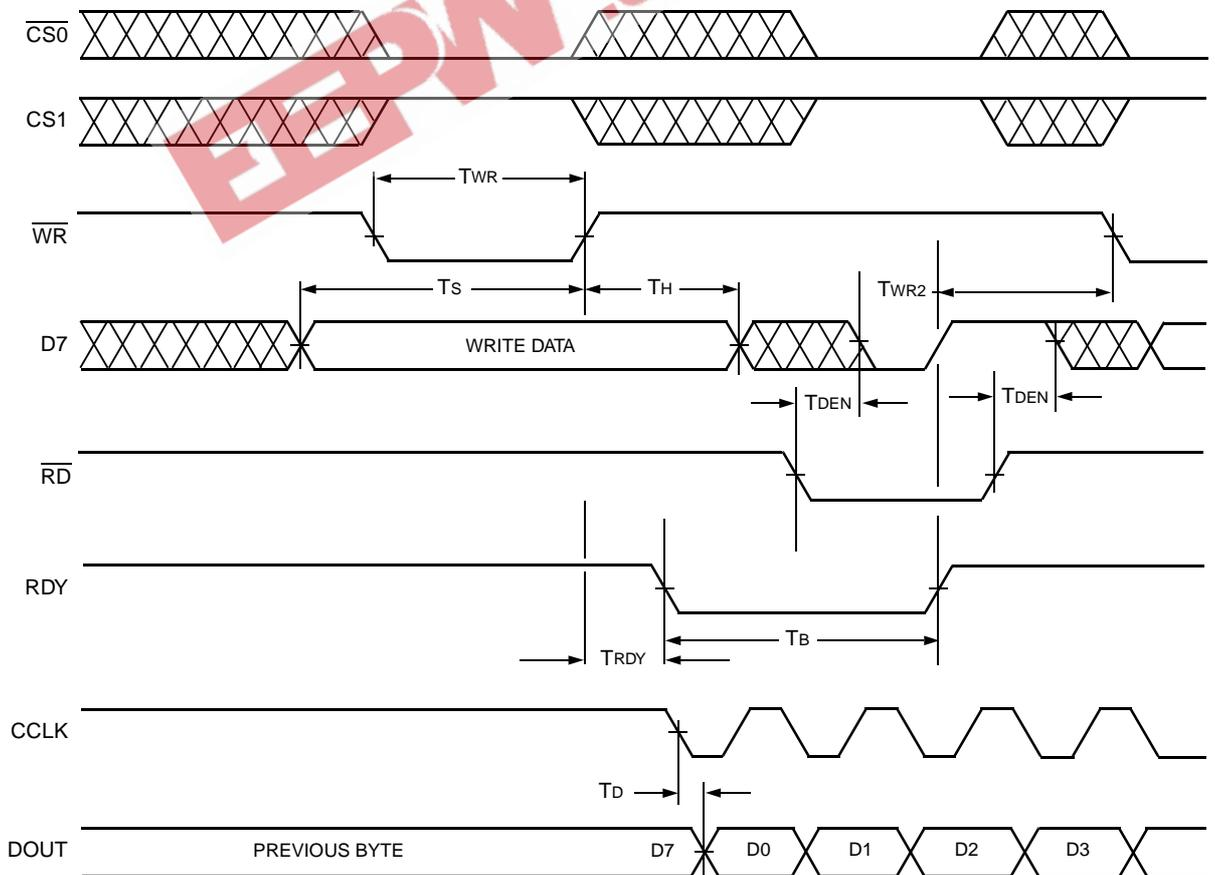 CS0
CS1
TWR
WR
TS TH TWR2
D7 WRITE DATA
TDEN TDEN
RD
RDY
TB
TRDY
CCLK
TD
DOUT PREVIOUS BYTE D7 D0 D1 D2 D3
EEPW